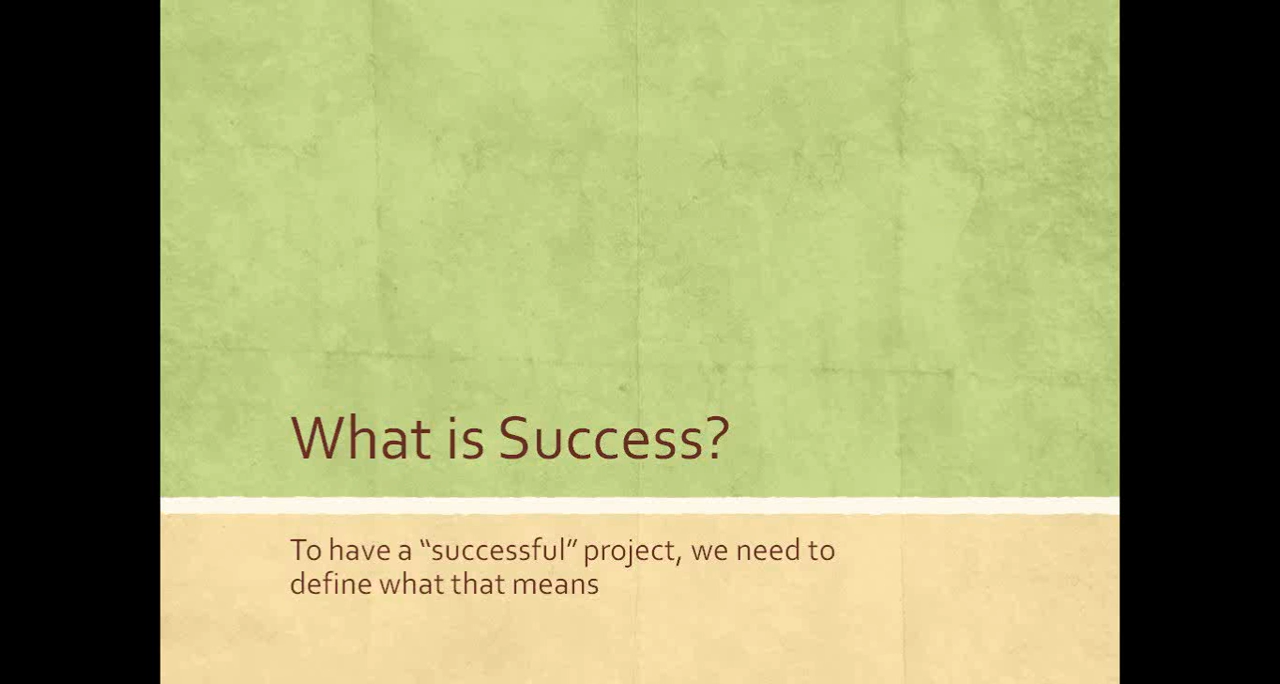 What is Success?
To have a “successful” project, we need to
define what that means